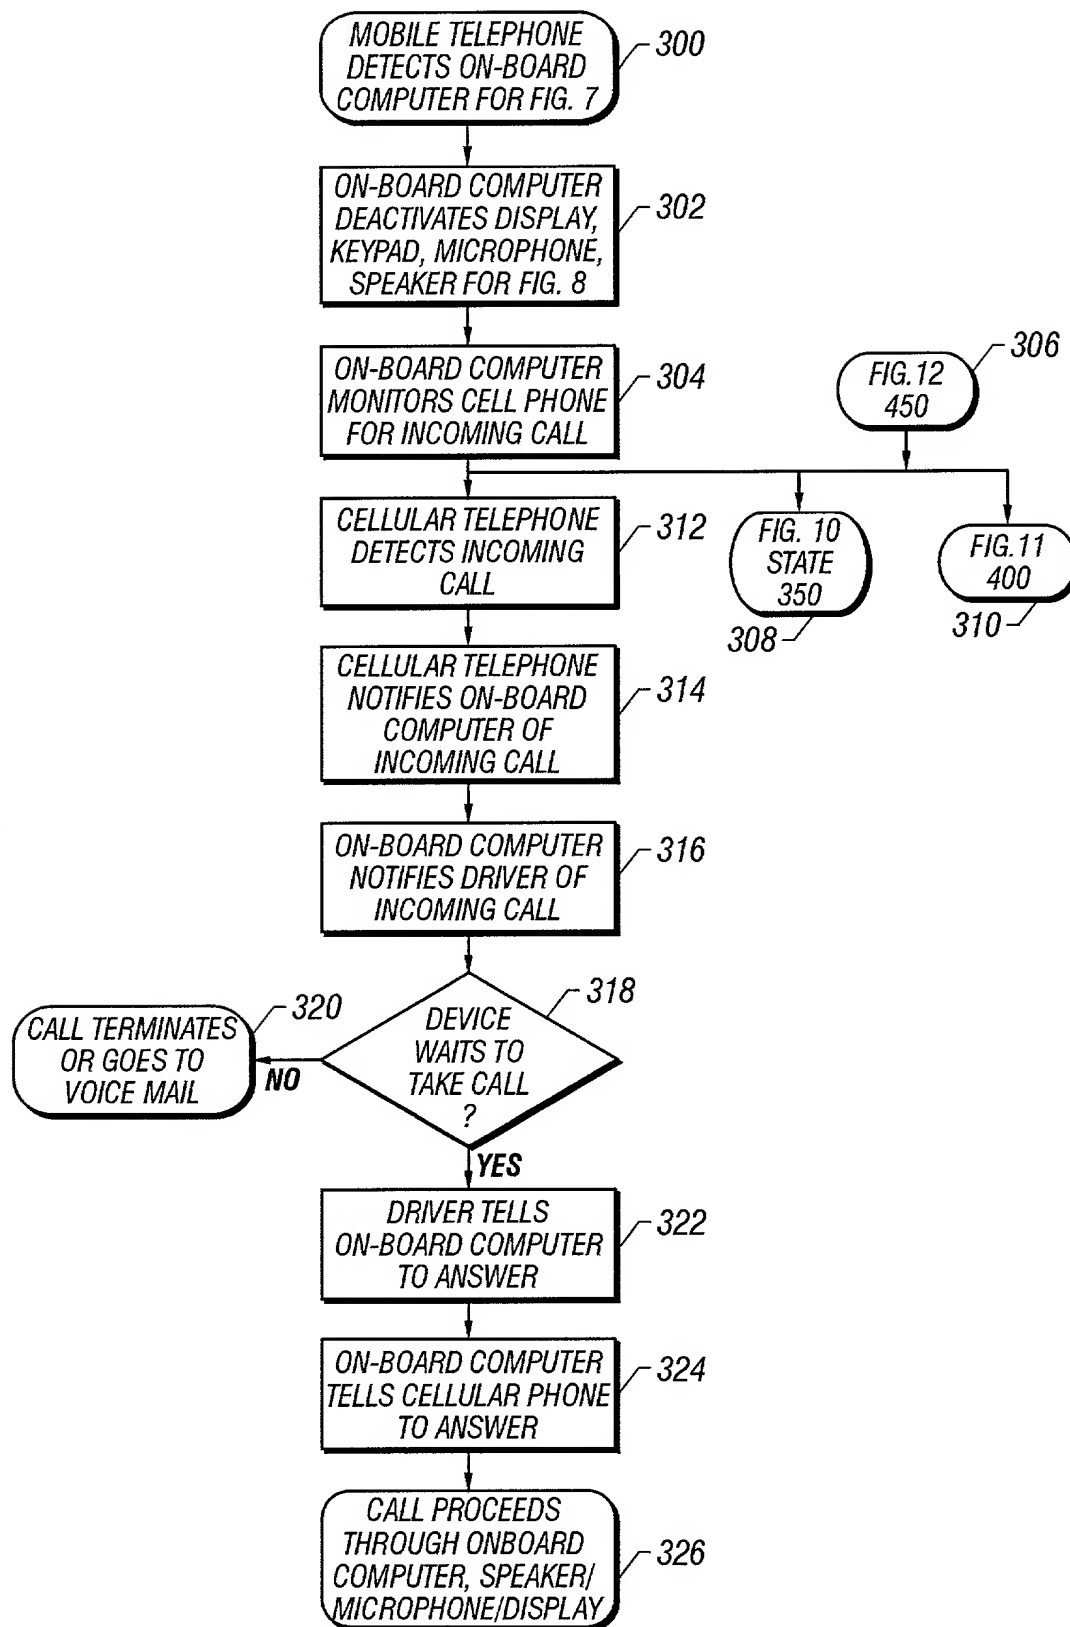 MOBILE TELEPHONE
DETECTS ON-BOARD
COMPUTER FOR FIG. 7
300
ON-BOARD COMPUTER
DEACTIVATES DISPLAY,
KEYPAD, MICROPHONE,
SPEAKER FOR FIG. 8
302
ON-BOARD COMPUTER
MONITORS CELL PHONE
FOR INCOMING CALL
304
FIG.12
450
306
CELLULAR TELEPHONE
DETECTS INCOMING
CALL
312
FIG. 10
STATE
350
308
FIG.11
400
310
CELLULAR TELEPHONE
NOTIFIES ON-BOARD
COMPUTER OF
INCOMING CALL
314
ON-BOARD COMPUTER
NOTIFIES DRIVER OF
INCOMING CALL
316
DEVICE
WAITS TO
TAKE CALL
?
318
NO
CALL TERMINATES
OR GOES TO
VOICE MAIL
320
YES
DRIVER TELLS
ON-BOARD COMPUTER
TO ANSWER
322
ON-BOARD COMPUTER
TELLS CELLULAR PHONE
TO ANSWER
324
CALL PROCEEDS
THROUGH ONBOARD
COMPUTER, SPEAKER/
MICROPHONE/DISPLAY
326